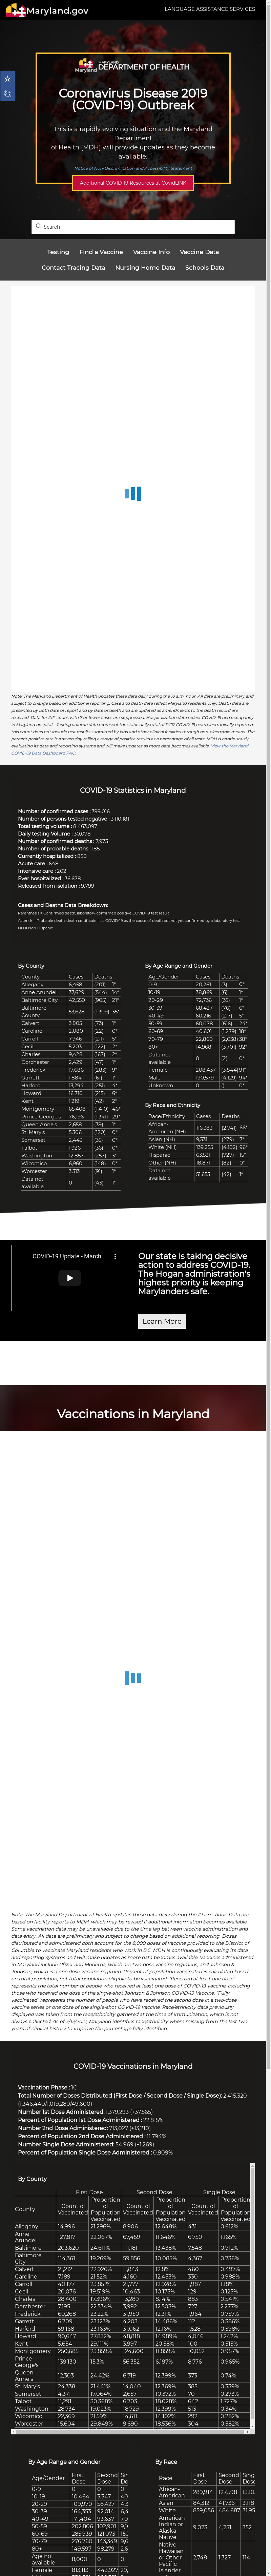 Maryland.gov
LANGUAGE ASSISTANCE SERVICES
MARYLAND
Maryland DEPARTMENT OF HEALTH
Coronavirus Disease 2019
(COVID-19) Outbreak
This is a rapidly evolving situation and the Maryland
Department
of Health (MDH) will provide updates as they become
available.
Notice of Non-Discrimination and Accessibility Statement
Additional COVID-19 Resources at CovidLINK
Search
Testing Find a Vaccine Vaccine Info Vaccine Data
Contact Tracing Data Nursing Home Data Schools Data
Note: The Maryland Department of Health updates these data daily during the 10 a.m. hour. All data are preliminary and
subject to change based on additional reporting. Case and death data reflect Maryland residents only. Death data are
presented by both date of report and by date of death, and are updated as amendments to the death record are
received. Data for ZIP codes with 7 or fewer cases are suppressed. Hospitalization data reflect COVID-19 bed occupancy
in Maryland hospitals. Testing volume data represent the total daily total of PCR COVID-19 tests electronically reported;
this count does not include test results submitted by labs and other clinical facilities through non-electronic means. The
percent positive data is a seven day rolling average of positive results as a percentage of all tests. MDH is continuously
evaluating its data and reporting systems and will make updates as more data becomes available. View the Maryland
COVID-19 Data Dashboard FAQ
COVID-19 Statistics in Maryland
Number of confirmed cases : 399,016
Number of persons tested negative : 3,110,181
Total testing volume : 8,463,097
Daily testing Volume : 30,078
Number of confirmed deaths : 7,973
Number of probable deaths : 185
Currently hospitalized : 850
Acute care : 648
Intensive care : 202
Ever hospitalized : 36,678
Released from isolation : 9,799
Cases and Deaths Data Breakdown:
Parenthesis = Confirmed death, laboratory-confirmed positive COVID-19 test result
Asterisk = Probable death, death certificate lists COVID-19 as the cause of death but not yet confirmed by a laboratory test
NH = Non-Hispanic
By County
County Cases Deaths
Allegany 6,458 (201) 1*
Anne Arundel 37,629 (544) 14*
Baltimore City 42,550 (905) 21*
Baltimore
County 53,628 (1,309) 35*
Calvert 3,805 (73) 1*
Caroline 2,080 (22) 0*
Carroll 7,946 (211) 5*
Cecil 5,203 (122) 2*
Charles 9,428 (167) 2*
Dorchester 2,429 (47) 1*
Frederick 17,686 (283) 9*
Garrett 1,884 (61) 1*
Harford 13,294 (251) 4*
Howard 16,710 (215) 6*
Kent 1,219 (42) 2*
Montgomery 65,408 (1,410) 46*
Prince George's 76,196 (1,341) 29*
Queen Anne's 2,658 (39) 1*
St. Mary's 5,306 (120) 0*
Somerset 2,443 (35) 0*
Talbot 1,926 (36) 0*
Washington 12,857 (257) 3*
Wicomico 6,960 (148) 0*
Worcester 3,313 (91) 1*
Data not
available 0 (43) 1*
By Age Range and Gender
Age/Gender Cases Deaths
0-9 20,261 (3) 0*
10-19 38,869 (6) 1*
20-29 72,736 (35) 1*
30-39 68,427 (76) 6*
40-49 60,216 (217) 5*
50-59 60,078 (616) 24*
60-69 40,601 (1,279) 18*
70-79 22,860 (2,038) 38*
80+ 14,968 (3,701) 92*
Data not
available 0 (2) 0*
Female 208,437 (3,844) 91*
Male 190,579 (4,129) 94*
Unknown 0 () 0*
By Race and Ethnicity
Race/Ethnicity Cases Deaths
African-
American (NH) 116,383 (2,741) 66*
Asian (NH) 9,331 (279) 7*
White (NH) 139,255 (4,102) 96*
Hispanic 63,521 (727) 15*
Other (NH) 18,871 (82) 0*
Data not
available 51,655 (42) 1*
COVID-19 Update - March ...
Our state is taking decisive
action to address COVID-19.
The Hogan administration's
highest priority is keeping
Marylanders safe.
Learn More
Vaccinations in Maryland
Note: The Maryland Department of Health updates these data daily during the 10 a.m. hour. Data are
based on facility reports to MDH, which may be revised if additional information becomes available.
Some vaccination data may be unavailable due to the time lag between vaccine administration and
data entry. All data are preliminary and subject to change based on additional reporting. Doses
distributed and administered both account for the 8,000 doses of vaccine provided to the District of
Columbia to vaccinate Maryland residents who work in D.C. MDH is continuously evaluating its data
and reporting systems and will make updates as more data becomes available. Vaccines administered
in Maryland include Pfizer and Moderna, which are two-dose vaccine regimens, and Johnson &
Johnson, which is a one dose vaccine regimen. Percent of population vaccinated is calculated based
on total population, not total population eligible to be vaccinated. "Received at least one dose"
represents the total number of people who have received at least one dose of COVID-19 vaccine, including
those who received one dose of the single-shot Johnson & Johnson COVID-19 Vaccine. "Fully
vaccinated" represents the number of people who have received the second dose in a two-dose
vaccine series or one dose of the single-shot COVID-19 vaccine. Race/ethnicity data previously
displayed was taken from the race/ethnicity gathered at the time of immunization, which is not
always collected. As of 3/13/2021, Maryland identifies race/ethnicity where missing from the last two
years of clinical history to improve the percentage fully identified.
COVID-19 Vaccinations in Maryland
Vaccination Phase : 1C
Total Number of Doses Distributed (First Dose / Second Dose / Single Dose): 2,415,320
(1,346,440/1,019,280/49,600)
Number 1st Dose Administered: 1,379,293 (+37,565)
Percent of Population 1st Dose Administered : 22.815%
Number 2nd Dose Administered: 713,027 (+13,210)
Percent of Population 2nd Dose Administered : 11.794%
Number Single Dose Administered: 54,969 (+1,269)
Percent of Population Single Dose Administered : 0.909%
By County
First Dose Second Dose Single Dose
County Count of Vaccinated Proportion of Population Vaccinated Count of Vaccinated Proportion of Population Vaccinated Count of Vaccinated Proportion of Population Vaccinated
Allegany 14,996 21.296% 8,906 12.648% 431 0.612%
Anne
Arundel 127,817 22.067% 67,459 11.646% 6,750 1.165%
Baltimore 203,620 24.611% 111,181 13.438% 7,548 0.912%
Baltimore
City 114,361 19.269% 59,856 10.085% 4,367 0.736%
Calvert 21,212 22.926% 11,843 12.8% 460 0.497%
Caroline 7,189 21.52% 4,160 12.453% 330 0.988%
Carroll 40,177 23.851% 21,777 12.928% 1,987 1.18%
Cecil 20,076 19.519% 10,463 10.173% 129 0.125%
Charles 28,400 17.396% 13,289 8.14% 883 0.541%
Dorchester 7,195 22.534% 3,992 12.503% 727 2.277%
Frederick 60,268 23.22% 31,950 12.31% 1,964 0.757%
Garrett 6,709 23.123% 4,203 14.486% 112 0.386%
Howard 90,647 27.832% 48,818 14.989% 4,046 1.242%
Harford 59,168 23.163% 31,062 12.16% 1,528 0.598%
Kent 5,654 29.111% 3,997 20.58% 100 0.515%
Montgomery 250,685 23.859% 124,600 11.859% 10,052 0.957%
Prince
George's 139,130 15.3% 56,352 6.197% 8,776 0.965%
Queen
Anne's 12,303 24.42% 6,719 12.399% 373 0.74%
St. Mary's 24,338 21.441% 14,040 12.369% 385 0.339%
Somerset 4,371 17.064% 2,657 10.372% 70 0.273%
Talbot 11,291 30.368% 6,703 18.028% 642 1.727%
Washington 28,734 19.023% 18,729 12.399% 513 0.34%
Wicomico 22,369 21.59% 14,611 14.102% 292 0.282%
Worcester 15,604 29.849% 9,690 18.536% 304 0.582%
By Age Range and Gender
Age/Gender First Dose Second Dose
0-9 0 0 0
10-19 10,464 3,347
20-29 109,970 58,427
30-39 164,353 92,014
40-49 171,404 93,637
50-59 202,806 102,901
60-69 285,939 121,073
70-79 276,760 143,349
80+ 149,597 98,279
Age not
available 8,000 0 0
Female 813,113 443,927
By Race
Race First Dose Second Dose
African-
American 289,914 127,598
Asian 84,312 41,736
White 859,056 484,687
American
Indian or
Alaska
Native 9,023 4,251 352
Native
Hawaiian
or Other
Pacific
Islander 2,748 1,327 114